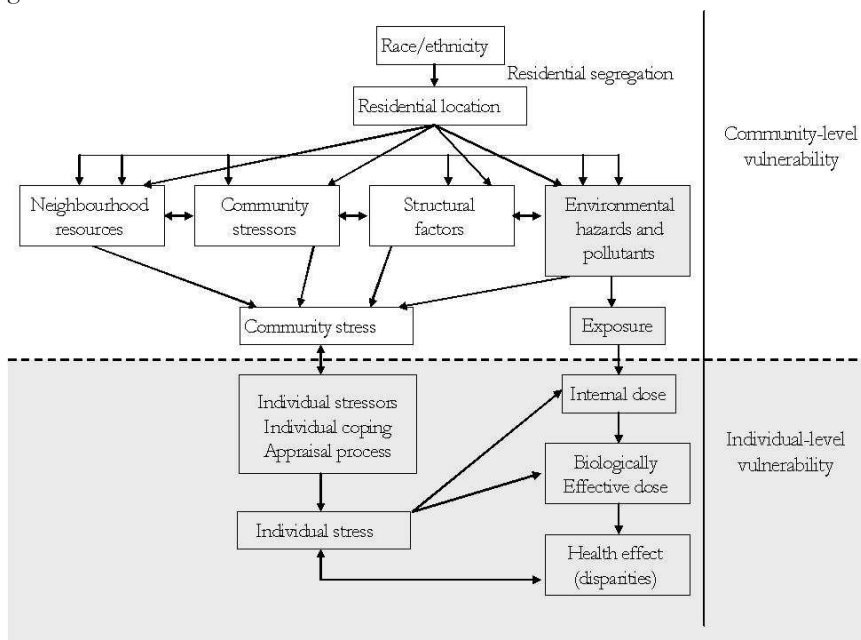 Race/ethnicity
Residential segregation
Residential location
Community-level
vulnerability
Neighbourhood
resources
Community
stressors
Structural
factors
Environmental
hazards and
pollutants
Community stress
Exposure
Individual stressors
Individual coping
Appraisal process
Internal dose
Biologically
Effective dose
Individual-level
vulnerability
Individual stress
Health effect
(disparities)